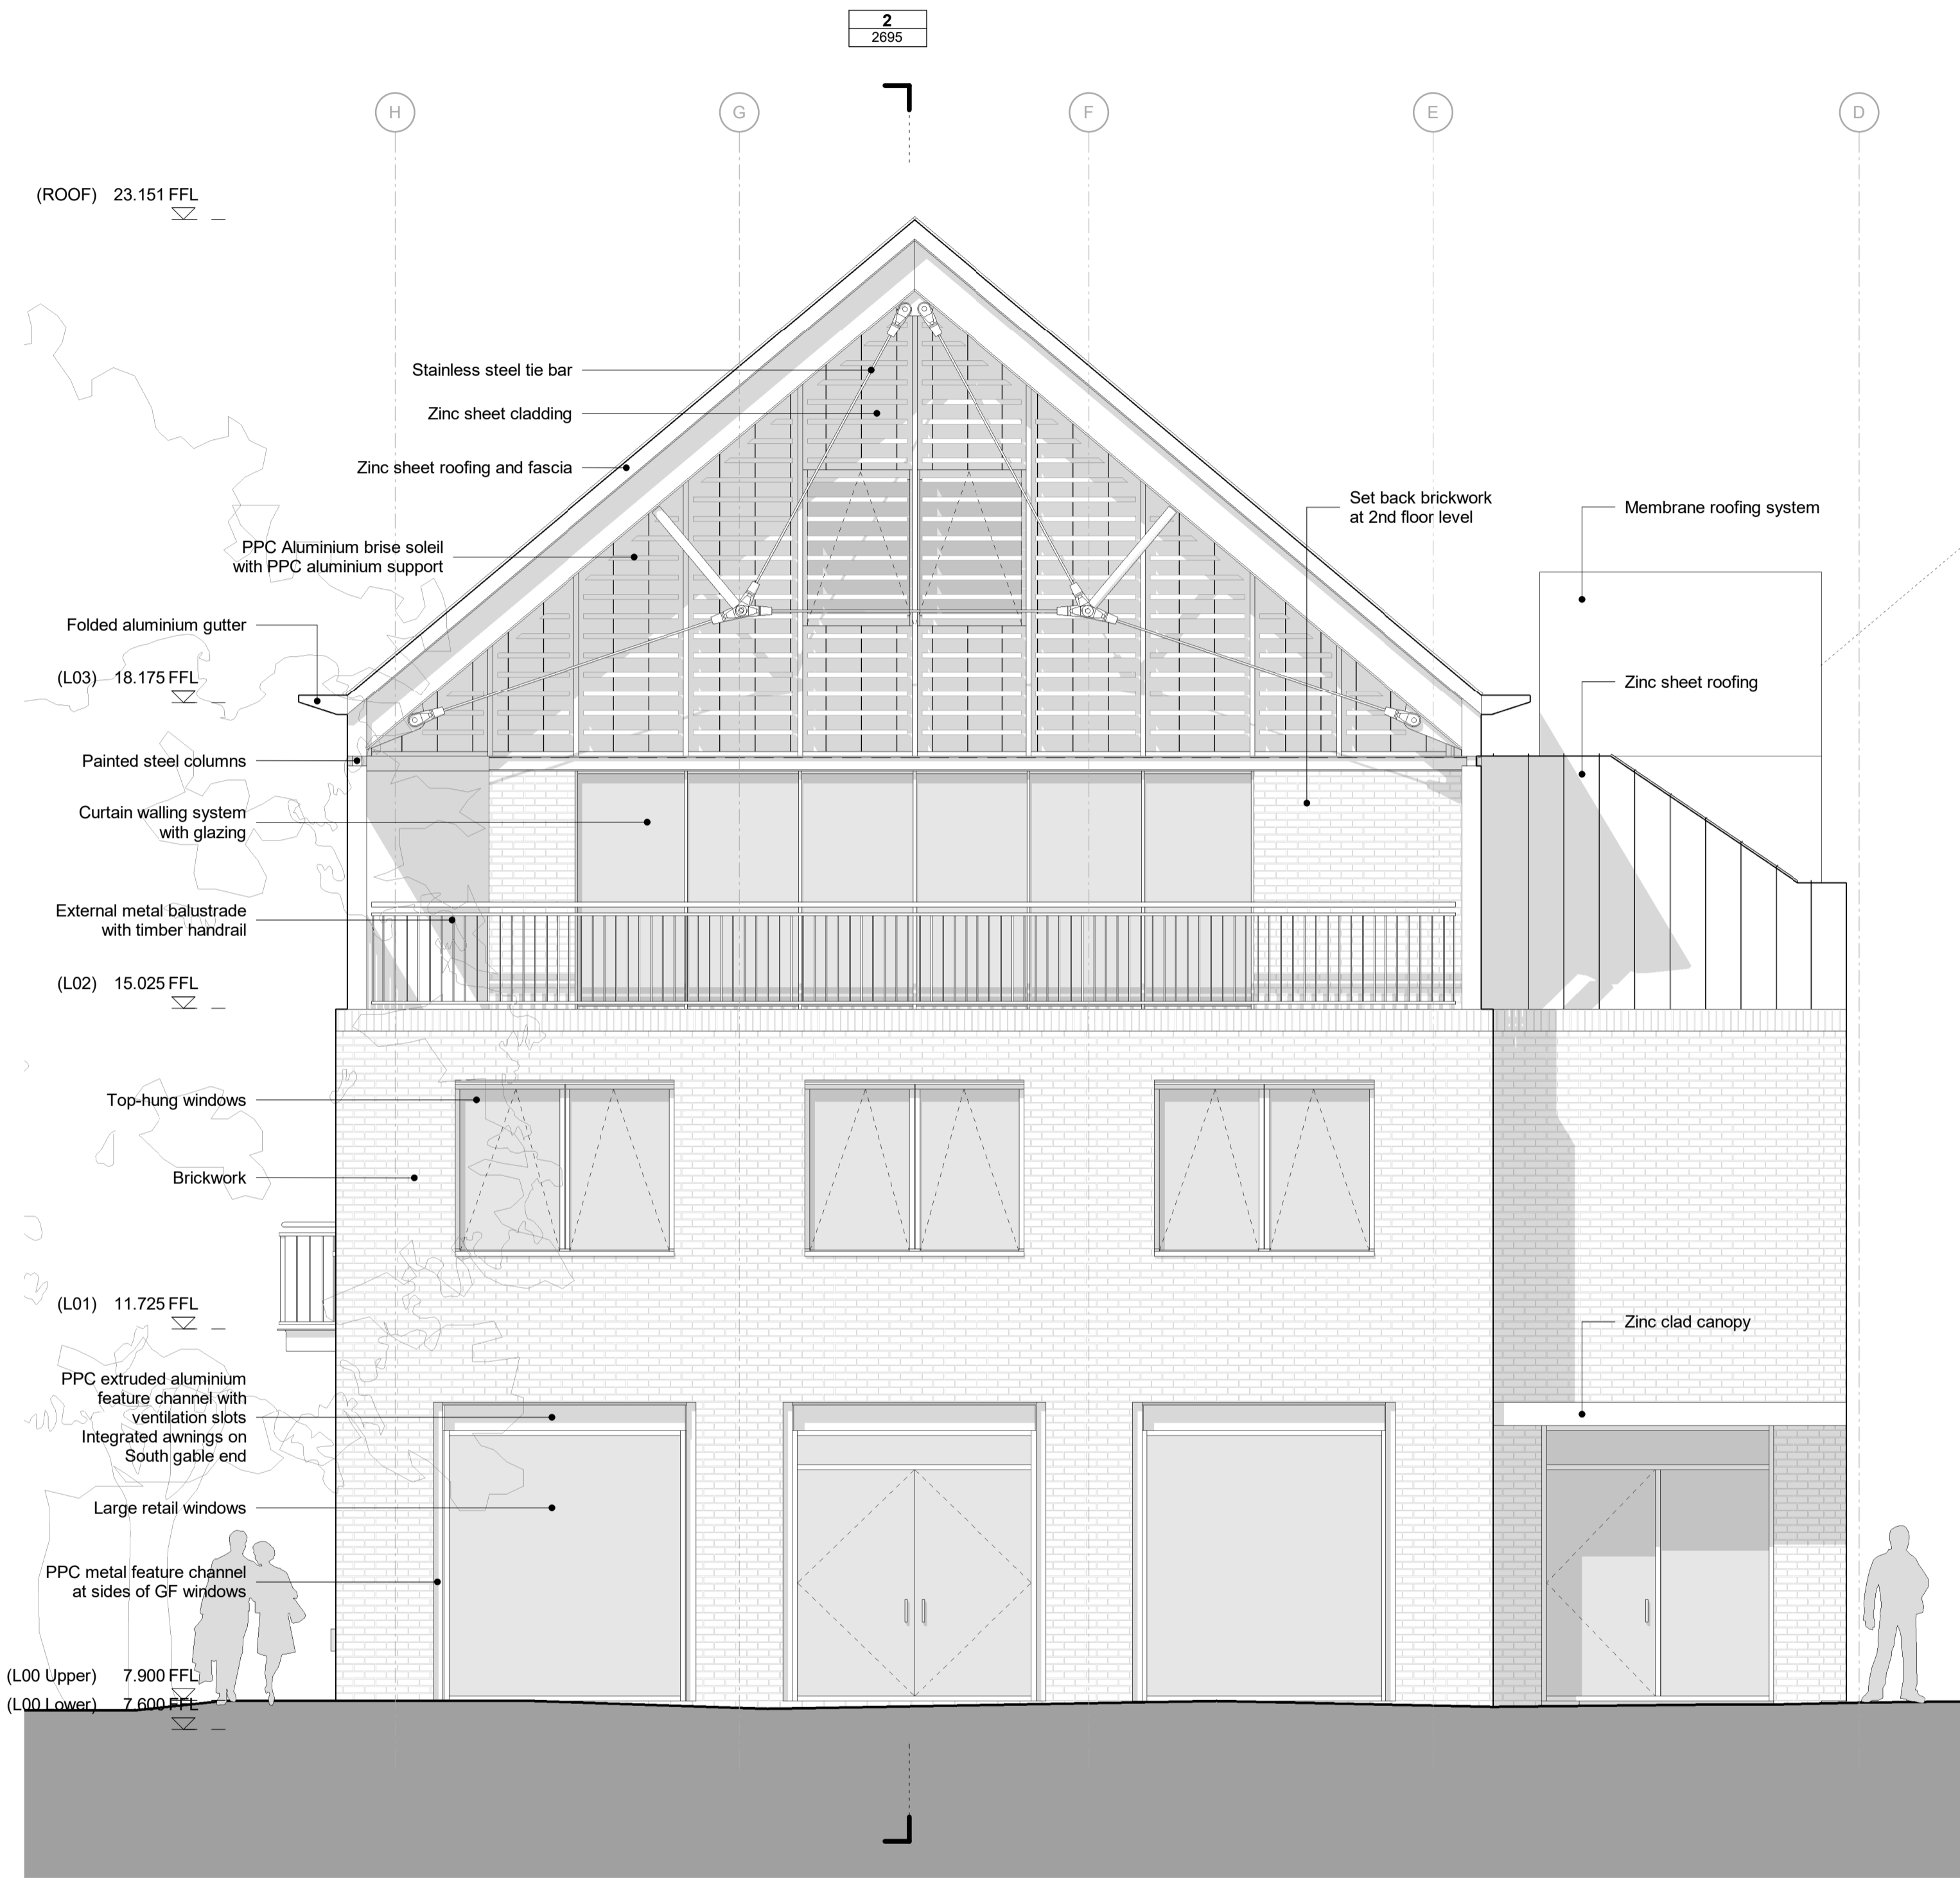 2
2695
H
G
F
E
D
(ROOF) 23.151 FFL
Stainless steel tie bar
Zinc sheet cladding
Zinc sheet roofing and fascia
Set back brickwork
at 2nd floor level
Membrane roofing system
PPC Aluminium brise soleil
with PPC aluminium support
Folded aluminium gutter
(L03) 18.175 FFL
Zinc sheet roofing
Painted steel columns
Curtain walling system
with glazing
External metal balustrade
with timber handrail
(L02) 15.025 FFL
Top-hung windows
Brickwork
(L01) 11.725 FFL
Zinc clad canopy
PPC extruded aluminium
feature channel with
ventilation slots
Integrated awnings on
South gable end
Large retail windows
PPC metal feature channel
at sides of GF windows
(L00 Upper) 7.900 FFL
(L00 Lower) 7.600 FFL